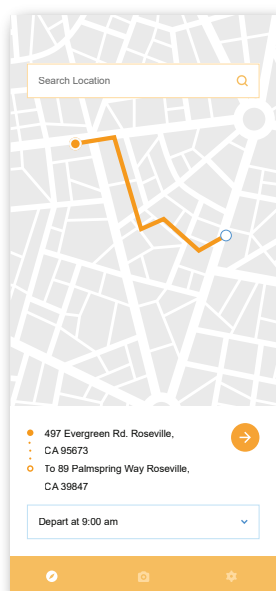 Search Location
497 Evergreen Rd. Roseville,
CA 95673
To 89 Palmspring Way Roseville,
CA 39847
Depart at 9:00 am